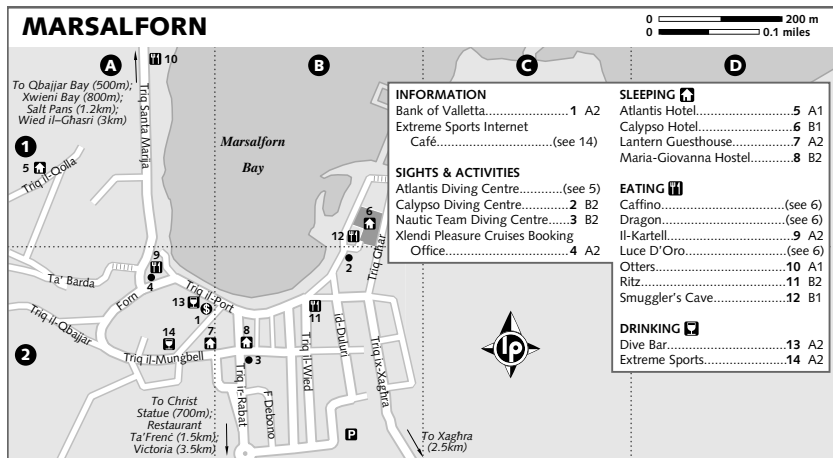 MARSALFORN
0 200 m
0 0.1 miles
A
B
C
D
1
2
To Qbajjar Bay (500m);
Xwieni Bay (800m);
Salt Pans (1.2km);
Wied il–Għasri (3km)
10
Triq Santa Marija
Marsalforn
Bay
5
Triq il-Qolla
6
12
2
Triq Għar
9
4
Ta' Barda
Forn
Triq il-Port
13
1
$
11
Triq il-Qbajjar
14
7
8
3
Triq il-Mungbell
Triq ir-Rabat
F Debono
Triq il-Wied
id-Duluri
Triq ix-Xagħra
P
lp
To Christ
Statue (700m);
Restaurant
Ta'Frenċ (1.5km);
Victoria (3.5km)
To Xagħra
(2.5km)
INFORMATION
Bank of Valletta...............1 A2
Extreme Sports Internet
Café.....................(see 14)
SIGHTS & ACTIVITIES
Atlantis Diving Centre............(see 5)
Calypso Diving Centre.......2 B2
Nautic Team Diving Centre...3 B2
Xlendi Pleasure Cruises Booking
Office........................4 A2
SLEEPING
Atlantis Hotel.........................5 A1
Calypso Hotel.........................6 B1
Lantern Guesthouse................7 A2
Maria-Giovanna Hostel...........8 B2
EATING
Caffino................................(see 6)
Dragon................................(see 6)
Il-Kartell...............................9 A2
Luce D'Oro..........................(see 6)
Otters..................................10 A1
Ritz.....................................11 B2
Smuggler's Cave....................12 B1
DRINKING
Dive Bar...............................13 A2
Extreme Sports......................14 A2